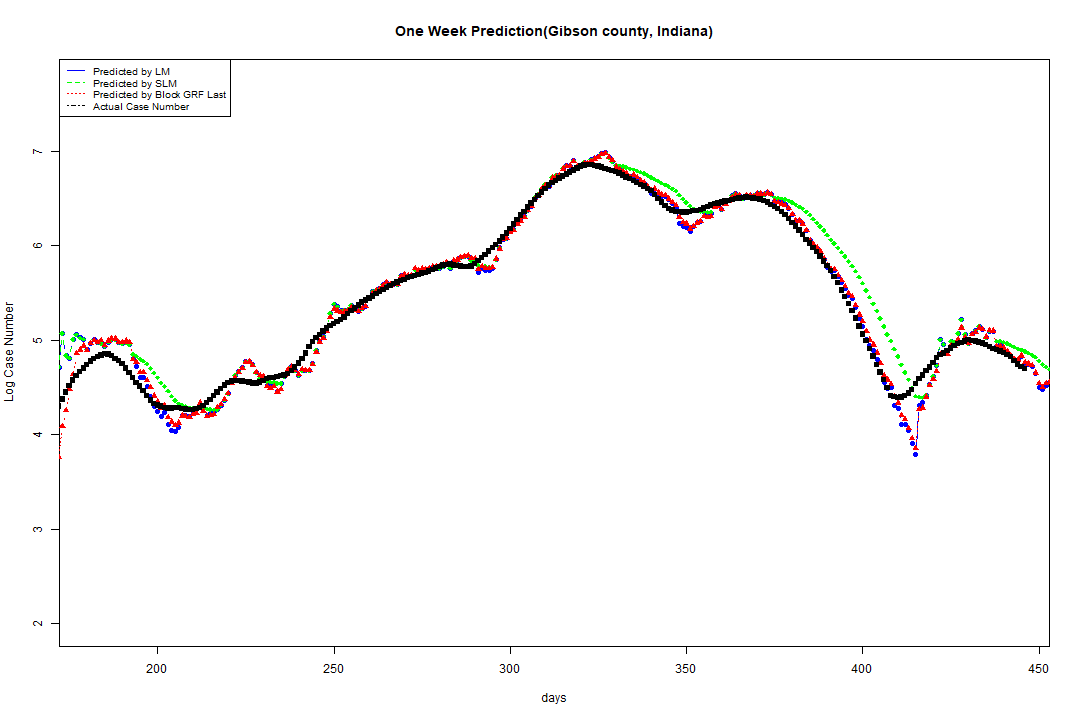 One Week Prediction(Gibson county, Indiana)
Predicted by LM
Predicted by SLM
Predicted by Block GRF Last
Actual Case Number
7
6
5
4
3
2
Log Case Number
200 250 300 350 400 450
days